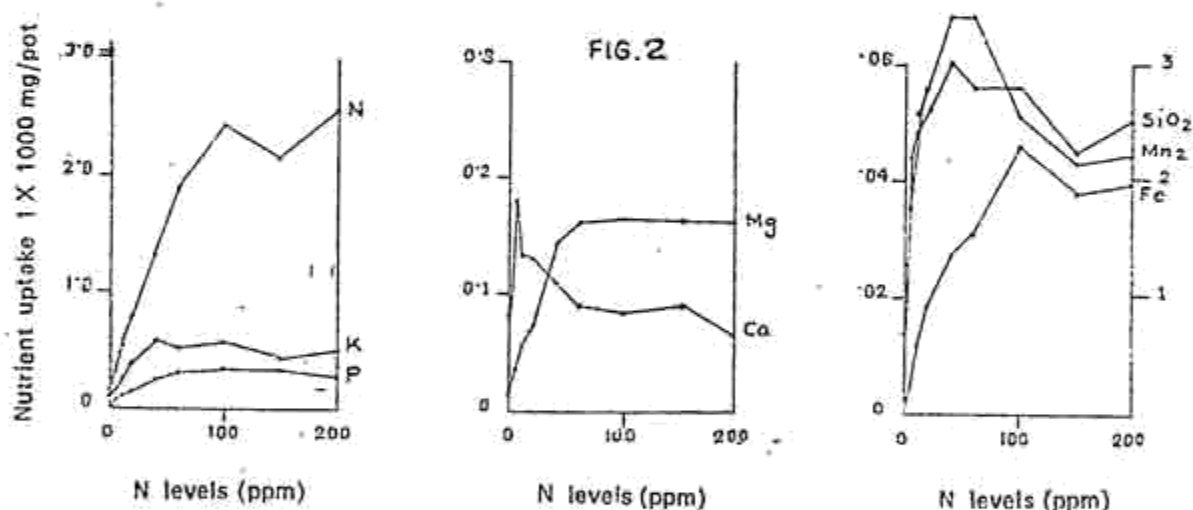 FIG.2
Nutrient uptake 1 X 1000 mg/pot
3.0
2.0
1.0
0
N
K
P
0 100 200
N levels (ppm)
0.3
0.2
0.1
0
Mg
Ca
0 100 200
N levels (ppm)
.06
.04
.02
0
3
2
1
SiO2
Mn2
Fe
0 100 200
N levels (ppm)